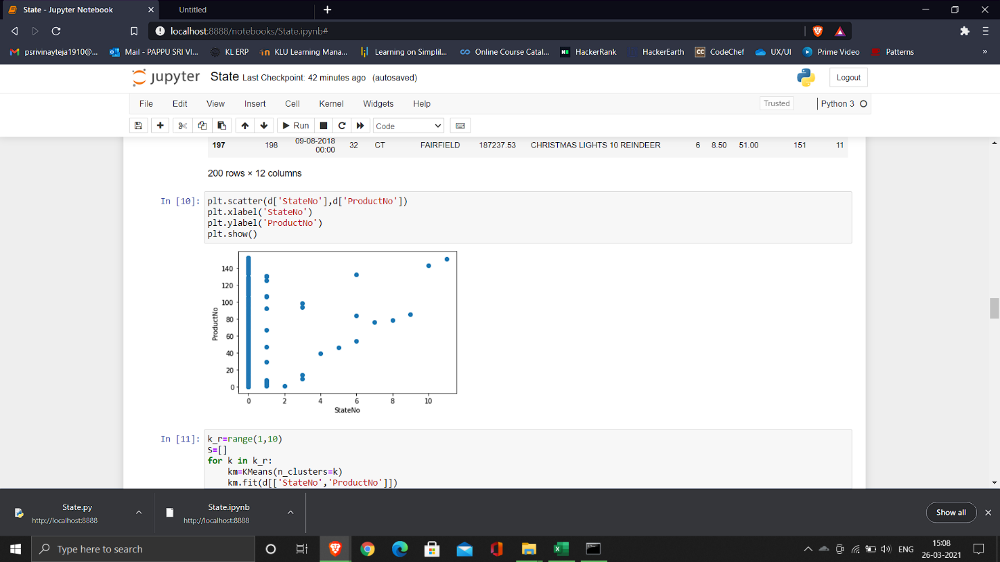 State - Jupyter Notebook
Untitled
localhost:8888/notebooks/State.ipynb#
psrivinayteja1910@...
Mail - PAPPU SRI VI...
KL ERP
KLU Learning Mana...
Learning on Simplil...
Online Course Catal...
HackerRank
HackerEarth
CodeChef
UX/UI
Prime Video
Patterns
»
jupyter State Last Checkpoint: 42 minutes ago (autosaved)
Logout
File Edit View Insert Cell Kernel Widgets Help
Trusted
Python 3
Run
Code
197 198 09-08-2018 00:00 32 CT FAIRFIELD 187237.53 CHRISTMAS LIGHTS 10 REINDEER 6 8.50 51.00 151 11
200 rows × 12 columns
In [10]:
plt.scatter(d['StateNo'],d['ProductNo'])
plt.xlabel('StateNo')
plt.ylabel('ProductNo')
plt.show()
140
120
100
80
60
40
20
0
ProductNo
0 2 4 6 8 10
StateNo
In [11]:
k_r=range(1,10)
S=[]
for k in k_r:
    km=KMeans(n_clusters=k)
    km.fit(d[['StateNo','ProductNo']])
State.py
http://localhost:8888
State.ipynb
http://localhost:8888
Show all
Type here to search
ENG
15:08
26-03-2021